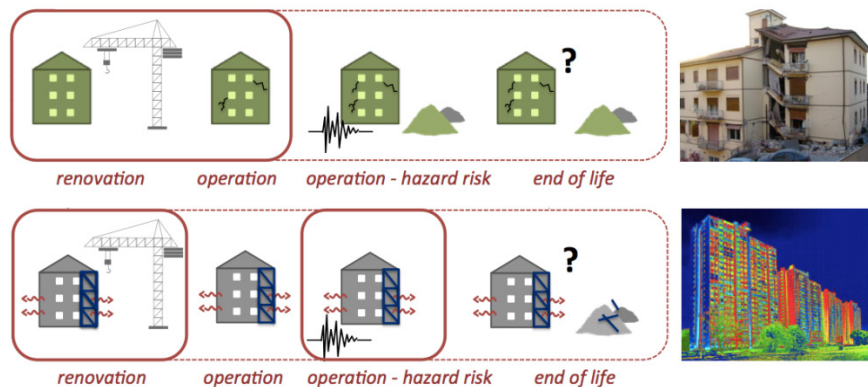 ?
renovation operation operation - hazard risk end of life
?
renovation operation operation - hazard risk end of life